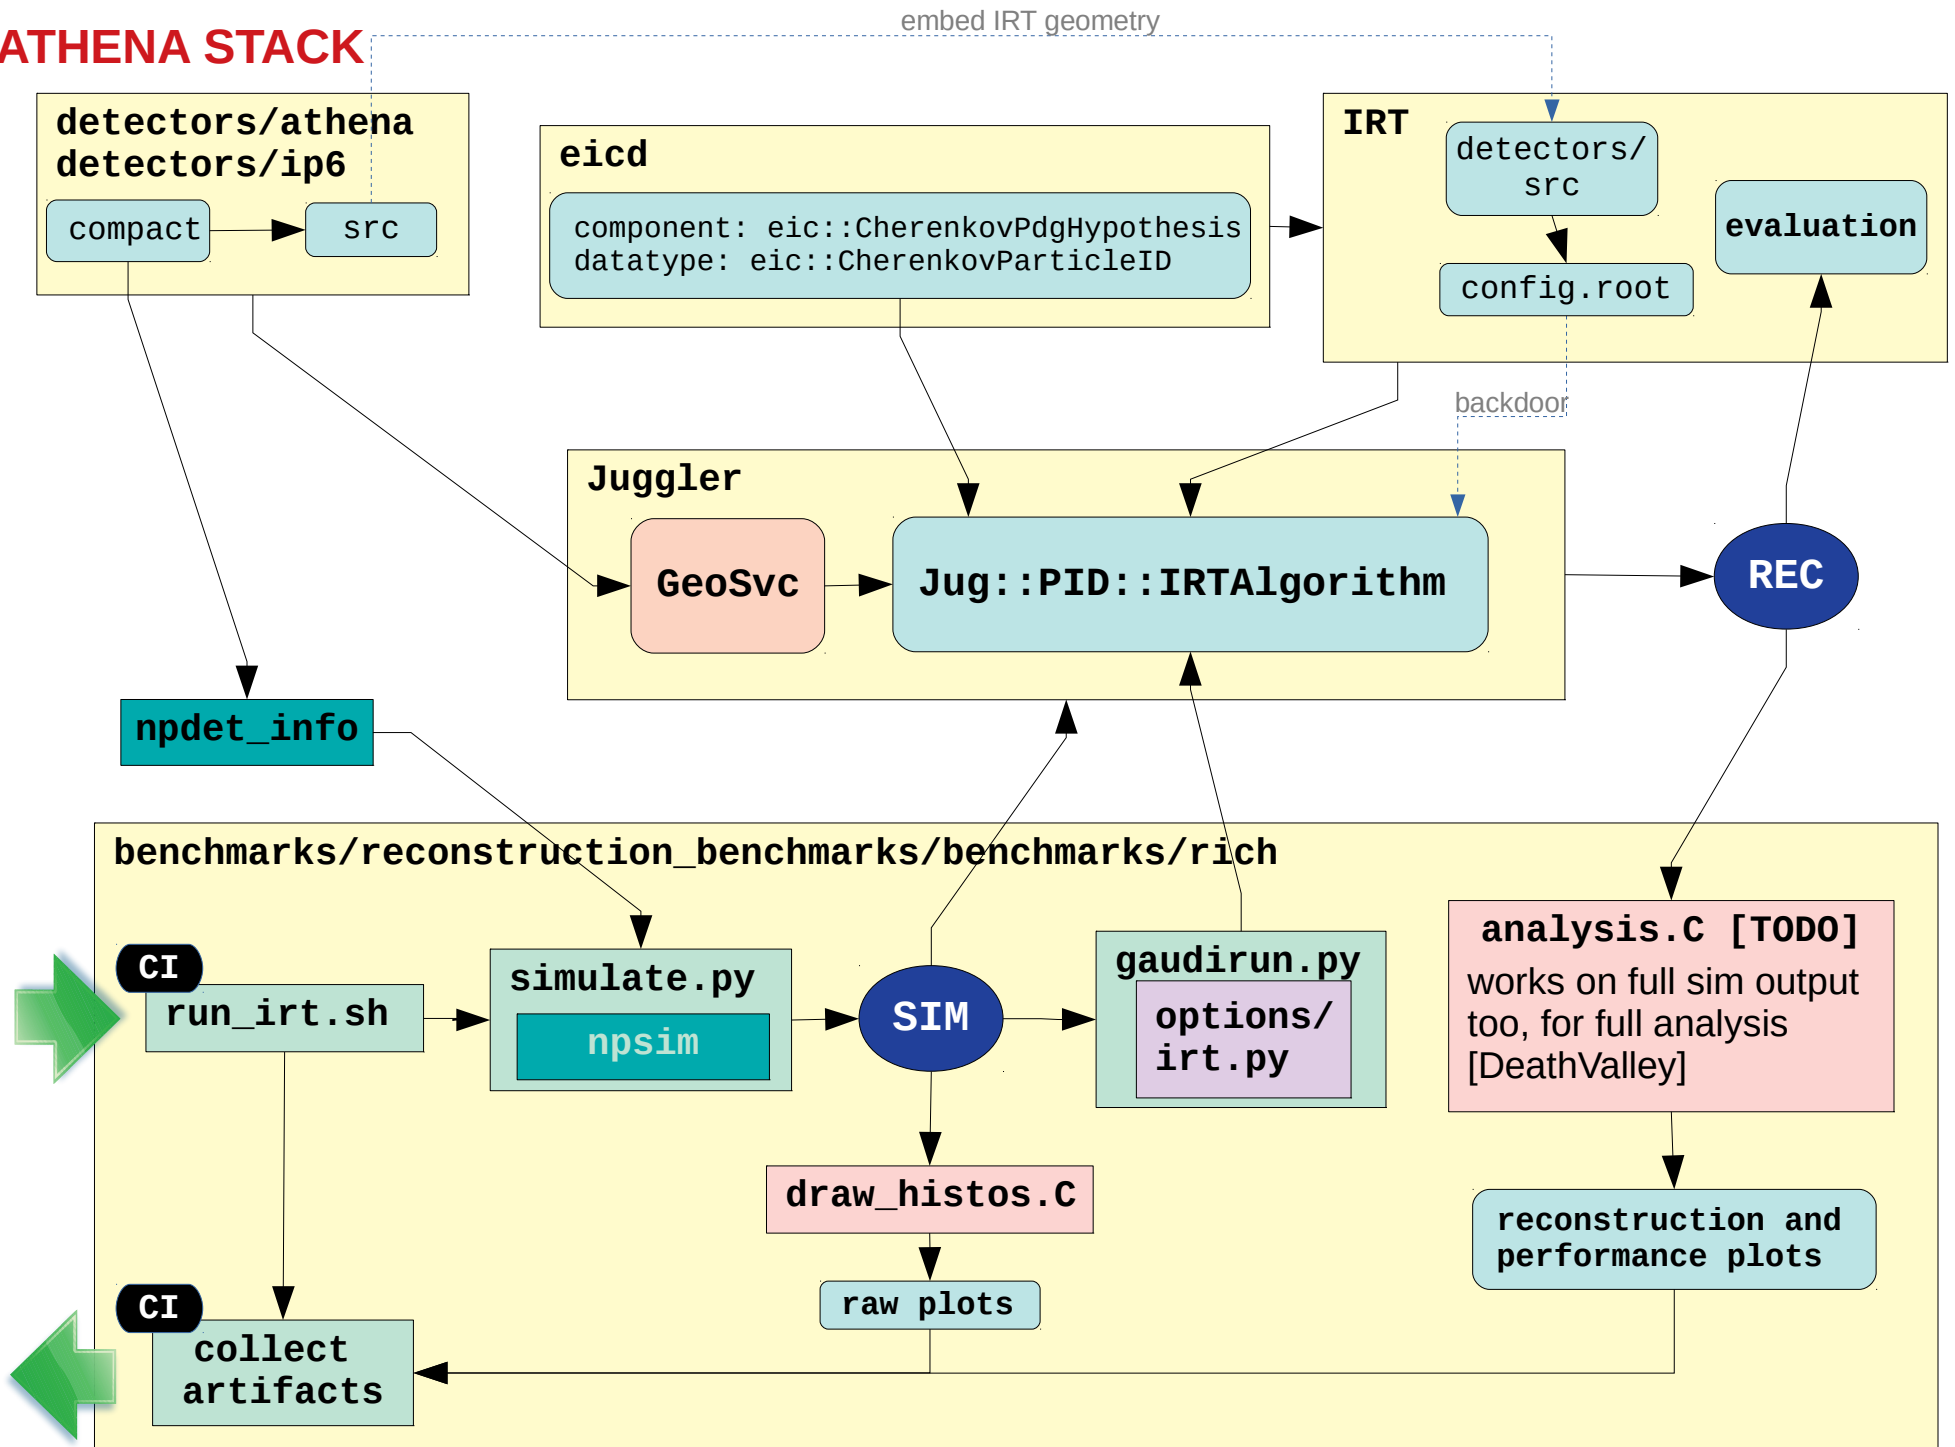 embed IRT geometry
ATHENA STACK
detectors/athena
detectors/ip6
compact
src
eicd
component: eic::CherenkovPdgHypothesis
datatype: eic::CherenkovParticleID
IRT
detectors/
src
config.root
evaluation
backdoor
Juggler
GeoSvc
Jug::PID::IRTAlgorithm
REC
npdet_info
benchmarks/reconstruction_benchmarks/benchmarks/rich
CI
run_irt.sh
simulate.py
npsim
SIM
gaudirun.py
options/
irt.py
analysis.C [TODO]
works on full sim output
too, for full analysis
[DeathValley]
draw_histos.C
raw plots
reconstruction and
performance plots
CI
collect
artifacts